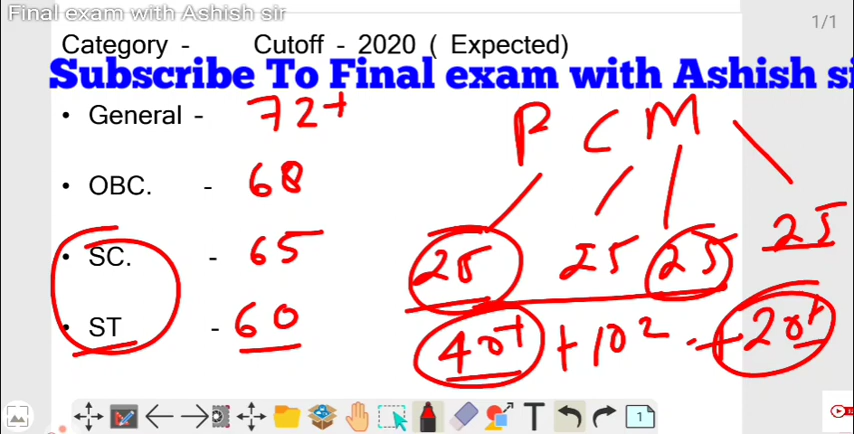 Final exam with Ashish sir
1/1
Category - Cutoff - 2020 ( Expected)
Subscribe To Final exam with Ashish si
• General - 72+
• OBC. - 68
• SC. - 65
• ST - 60
P C M
25 25 25 25
40+ +10² + 20+
T
1